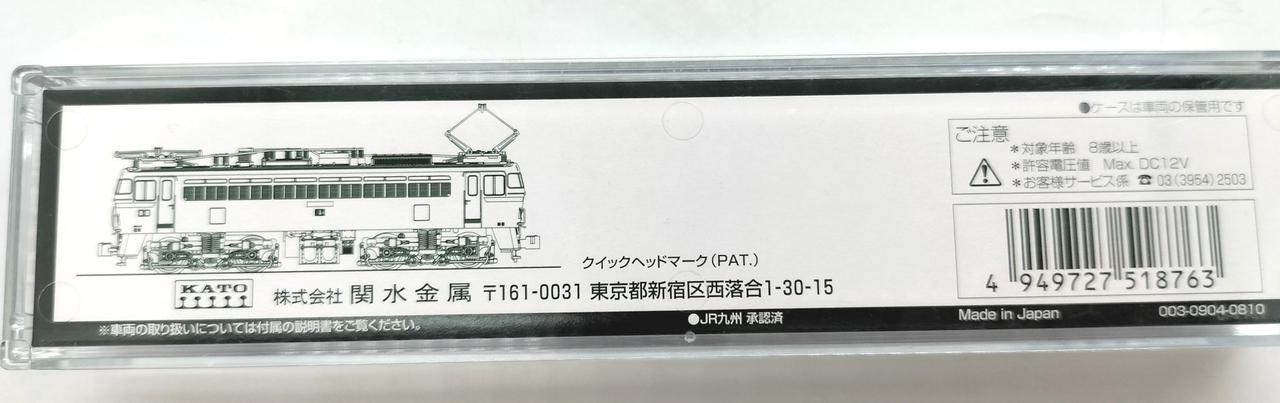 ●ケースは車両の保管用です
ご注意
＊対象年齢 8歳以上
＊許容電圧値 Max. DC12V
＊お客様サービス係 ☎ 03(3954)2503
クイックヘッドマーク(PAT.)
KATO
株式会社 関水金属 〒161-0031 東京都新宿区西落合1-30-15
4 949727 518763
※車両の取り扱いについては付属の説明書をご覧ください。
●JR九州 承認済
Made in Japan
003-0904-0810